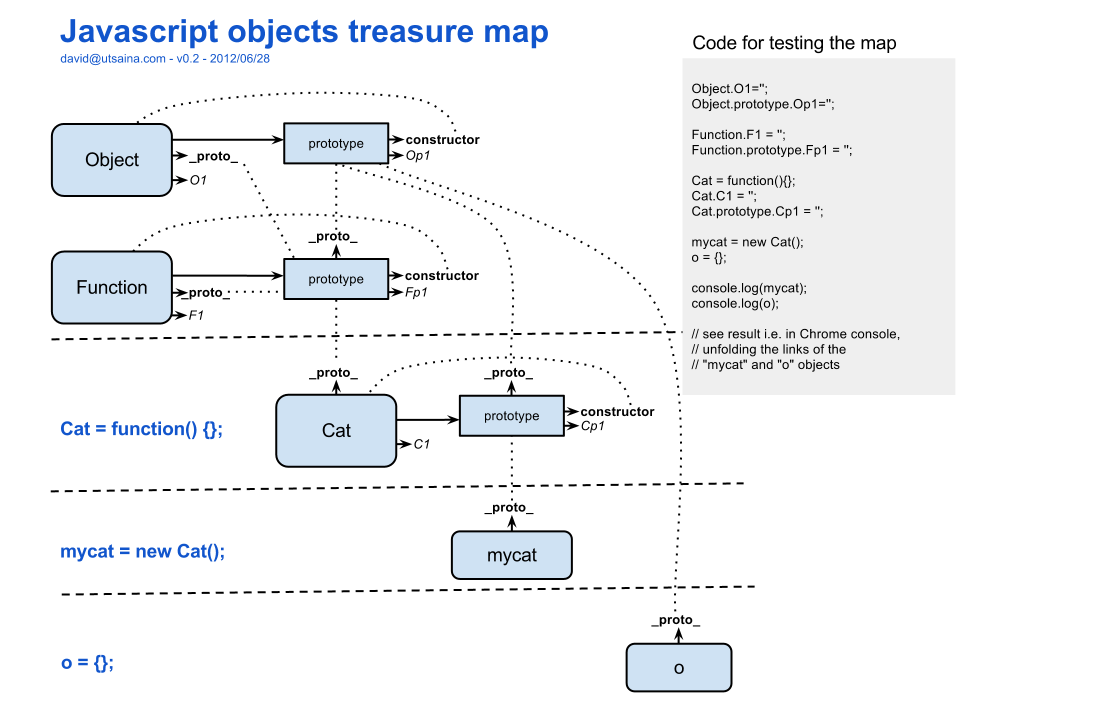 Javascript objects treasure map
david@utsaina.com - v0.2 - 2012/06/28
Code for testing the map
Object.O1='';
Object.prototype.Op1='';
Function.F1 = '';
Function.prototype.Fp1 = '';
Cat = function(){};
Cat.C1 = '';
Cat.prototype.Cp1 = '';
mycat = new Cat();
o = {};
console.log(mycat);
console.log(o);
// see result i.e. in Chrome console,
// unfolding the links of the
// "mycat" and "o" objects
Object
prototype
constructor
Op1
_proto_
O1
_proto_
Function
prototype
constructor
Fp1
_proto_
F1
_proto_
_proto_
Cat = function() {};
Cat
prototype
constructor
Cp1
C1
_proto_
mycat = new Cat();
mycat
_proto_
o = {};
o